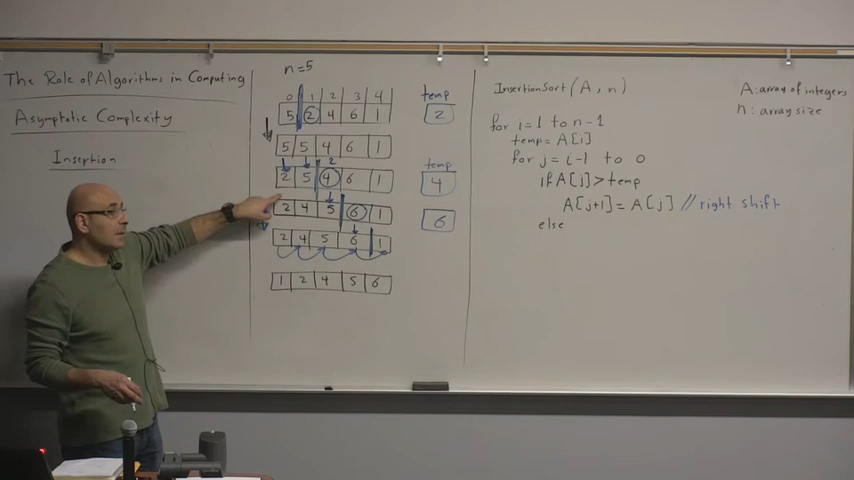 The Role of Algorithms in Computing
Asymptotic Complexity
Insertion
n=5
0 1 2 3 4
5 2 4 6 1
5 5 4 6 1
2
2 5 4 6 1
2 4 5 6 1
2 4 5 6 1
1 2 4 5 6
temp
2
temp
4
6
InsertionSort(A, n)
for i=1 to n-1
temp=A[i]
for j= i-1 to 0
if A[j]>temp
A[j+1]=A[j] //right shift
else
A: array of integers
n: array size